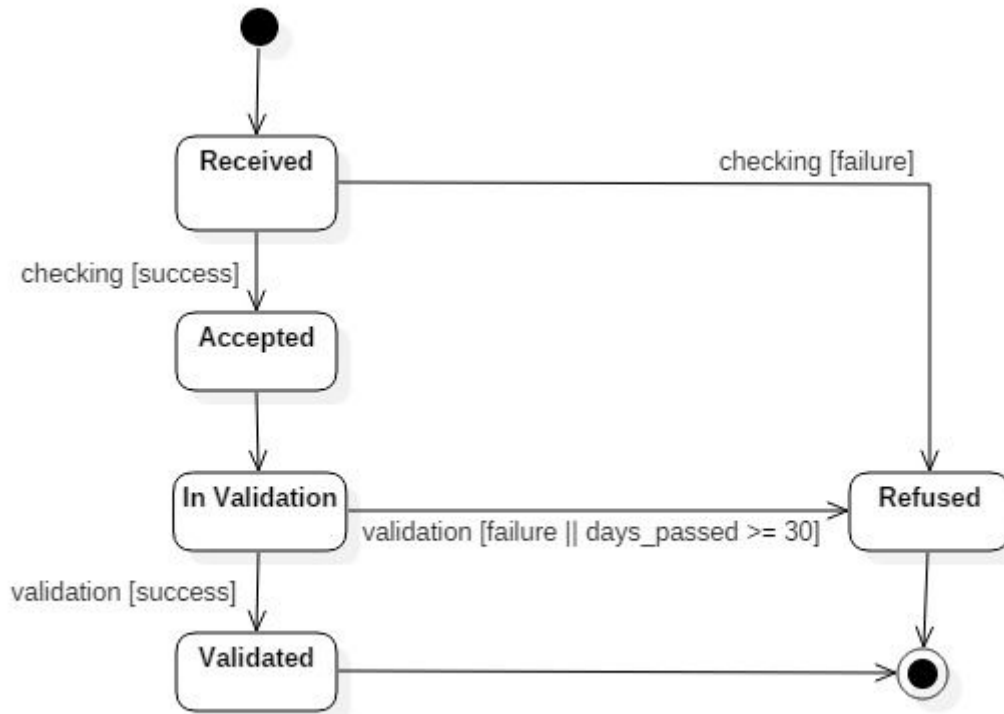 Received
checking [failure]
checking [success]
Accepted
In Validation
Refused
validation [failure || days_passed >= 30]
validation [success]
Validated